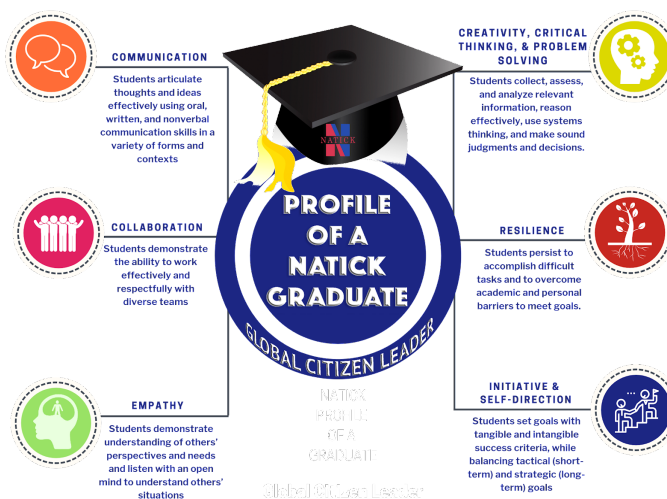 COMMUNICATION
Students articulate
thoughts and ideas
effectively using oral,
written, and nonverbal
communication skills in a
variety of forms and
contexts
COLLABORATION
Students demonstrate
the ability to work
effectively and
respectfully with
diverse teams
EMPATHY
Students demonstrate
understanding of others'
perspectives and needs
and listen with an open
mind to understand others'
situations
NATICK
PROFILE
OF A
NATICK
GRADUATE
GLOBAL CITIZEN LEADER
NATICK
PROFILE
OF A
GRADUATE
Global Citizen Leader
CREATIVITY, CRITICAL
THINKING, & PROBLEM
SOLVING
Students collect, assess,
and analyze relevant
information, reason
effectively, use systems
thinking, and make sound
judgments and decisions.
RESILIENCE
Students persist to
accomplish difficult
tasks and to overcome
academic and personal
barriers to meet goals.
INITIATIVE &
SELF-DIRECTION
Students set goals with
tangible and intangible
success criteria, while
balancing tactical (short-
term) and strategic (long-
term) goals